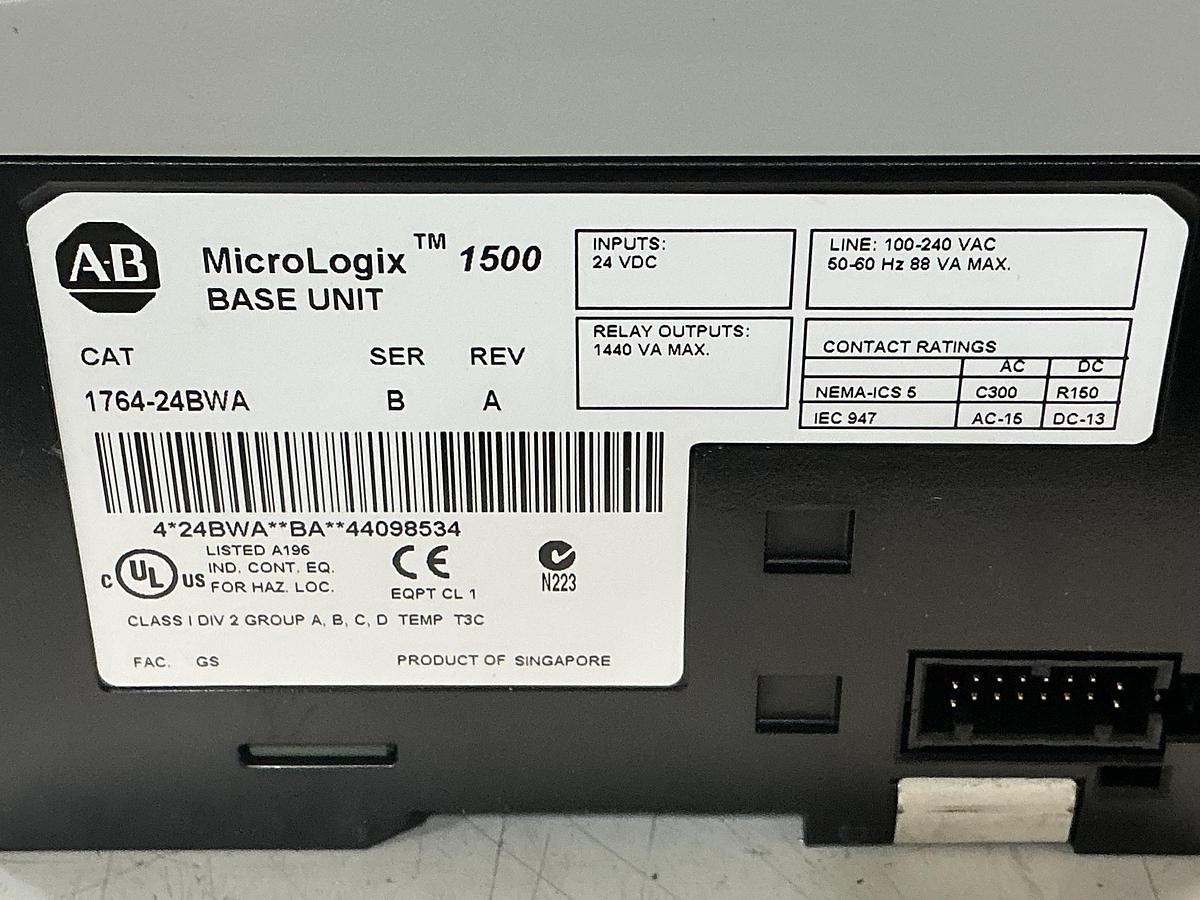 A-B
MicroLogix™ 1500
BASE UNIT
CAT SER REV
1764-24BWA B A
4*24BWA**BA**44098534
C UL US
LISTED A196
IND. CONT. EQ.
FOR HAZ. LOC.
CE
EQPT CL 1
N223
CLASS I DIV 2 GROUP A, B, C, D TEMP T3C
FAC. GS PRODUCT OF SINGAPORE
INPUTS:
24 VDC
LINE: 100-240 VAC
50-60 Hz 88 VA MAX.
RELAY OUTPUTS:
1440 VA MAX.
CONTACT RATINGS
AC DC
NEMA-ICS 5 C300 R150
IEC 947 AC-15 DC-13